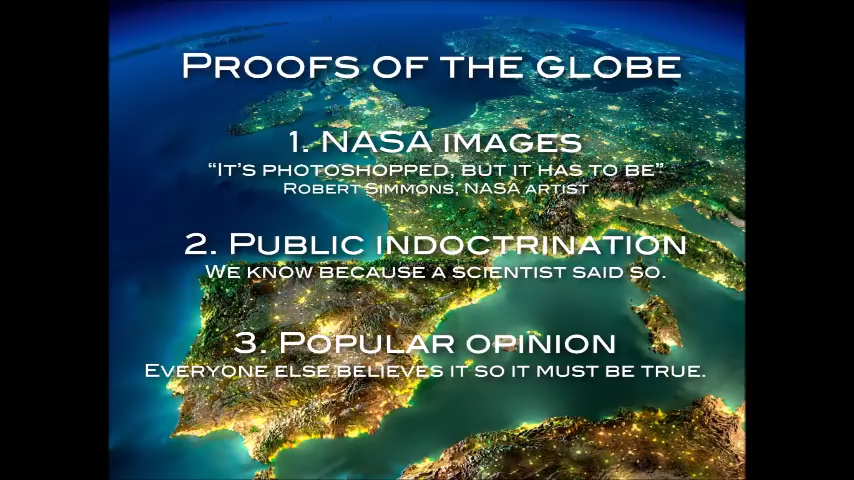 PROOFS OF THE GLOBE
1. NASA IMAGES
“IT'S PHOTOSHOPPED, BUT IT HAS TO BE”
ROBERT SIMMONS, NASA ARTIST
2. PUBLIC INDOCTRINATION
WE KNOW BECAUSE A SCIENTIST SAID SO.
3. POPULAR OPINION
EVERYONE ELSE BELIEVES IT SO IT MUST BE TRUE.